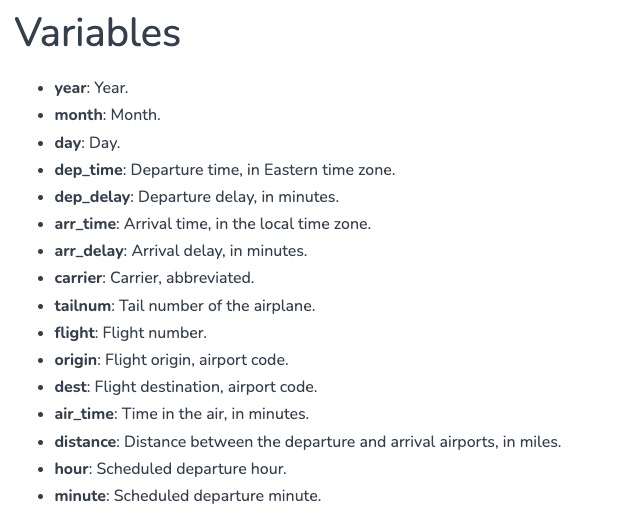 Variables
• year: Year.
• month: Month.
• day: Day.
• dep_time: Departure time, in Eastern time zone.
• dep_delay: Departure delay, in minutes.
• arr_time: Arrival time, in the local time zone.
• arr_delay: Arrival delay, in minutes.
• carrier: Carrier, abbreviated.
• tailnum: Tail number of the airplane.
• flight: Flight number.
• origin: Flight origin, airport code.
• dest: Flight destination, airport code.
• air_time: Time in the air, in minutes.
• distance: Distance between the departure and arrival airports, in miles.
• hour: Scheduled departure hour.
• minute: Scheduled departure minute.